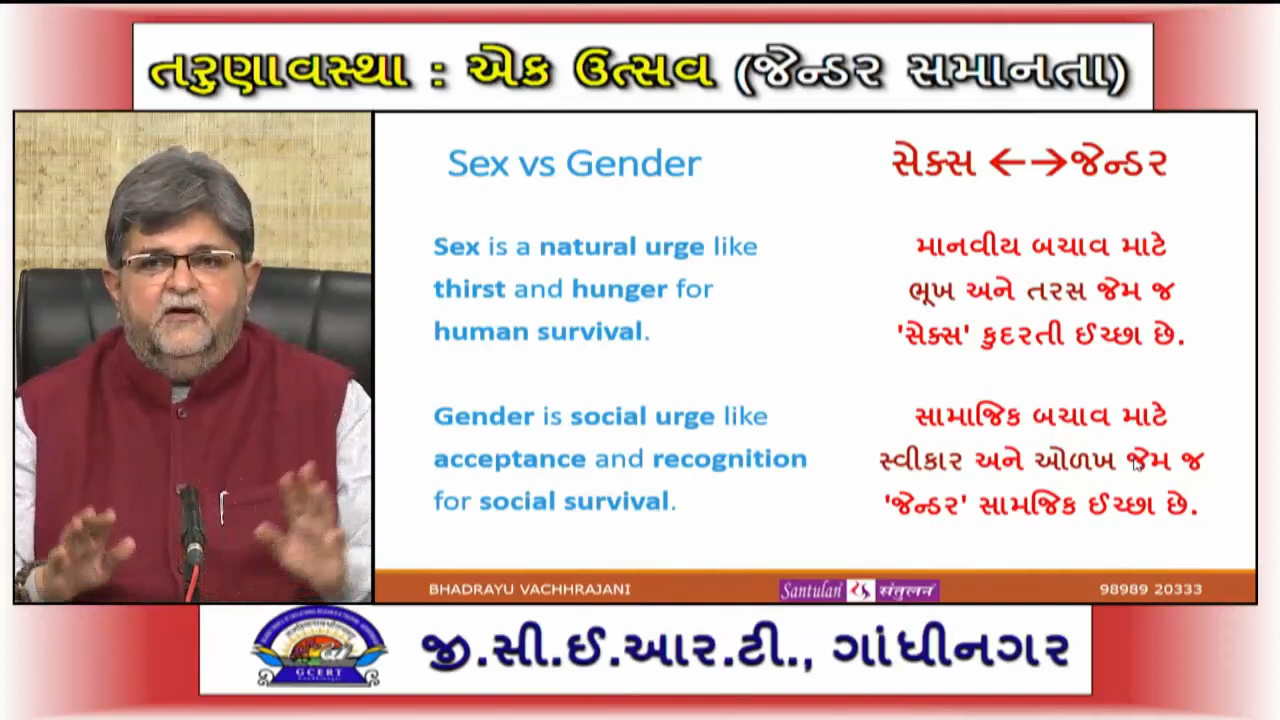 તરુણાવસ્થા : એક ઉત્સવ (જેન્ડર સમાનતા)
Sex vs Gender
સેક્સ ←→જેન્ડર
Sex is a natural urge like
thirst and hunger for
human survival.
માનવીય બચાવ માટે
ભૂખ અને તરસ જેમ જ
'સેક્સ' કુદરતી ઈચ્છા છે.
Gender is social urge like
acceptance and recognition
for social survival.
સામાજિક બચાવ માટે
સ્વીકાર અને ઓળખ જેમ જ
'જેન્ડર' સામજિક ઈચ્છા છે.
BHADRAYU VACHHRAJANI
Santulan સંતુલન
98989 20333
GCERT
જી.સી.ઈ.આર.ટી., ગાંધીનગર